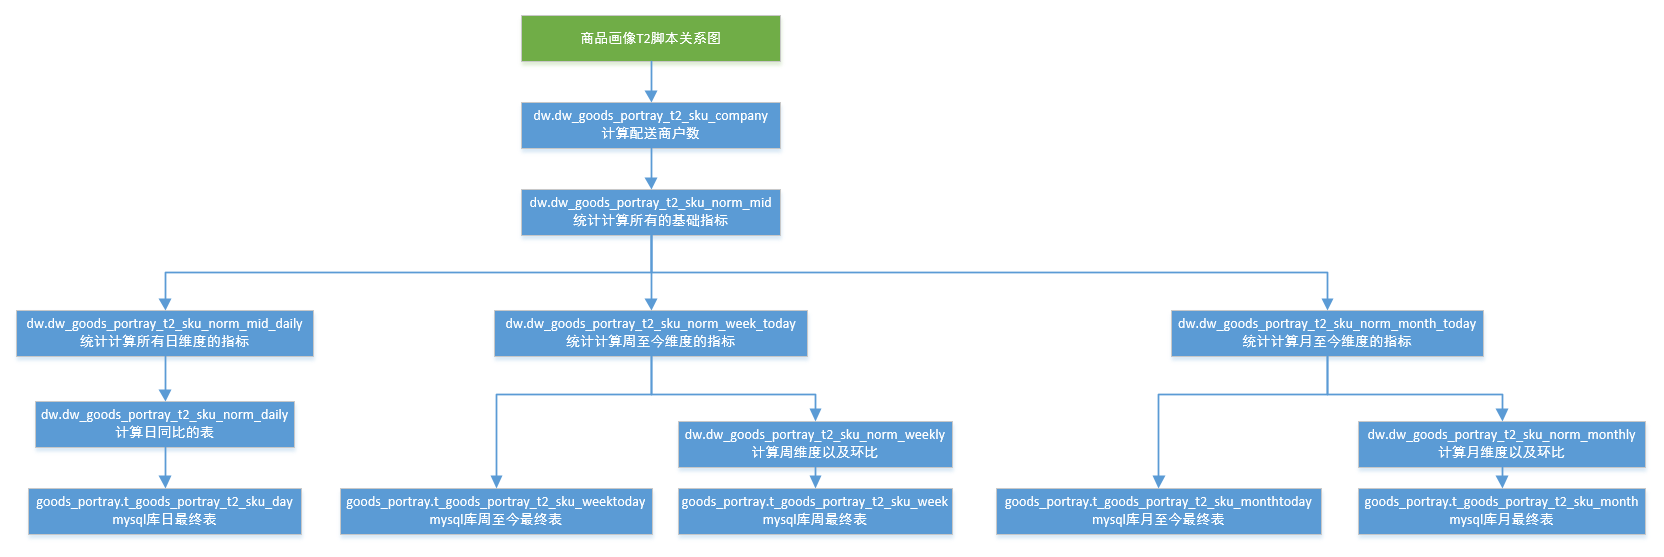 商品画像T2脚本关系图
dw.dw_goods_portray_t2_sku_company
计算配送商户数
dw.dw_goods_portray_t2_sku_norm_mid
统计计算所有的基础指标
dw.dw_goods_portray_t2_sku_norm_mid_daily
统计计算所有日维度的指标
dw.dw_goods_portray_t2_sku_norm_week_today
统计计算周至今维度的指标
dw.dw_goods_portray_t2_sku_norm_month_today
统计计算月至今维度的指标
dw.dw_goods_portray_t2_sku_norm_daily
计算日同比的表
dw.dw_goods_portray_t2_sku_norm_weekly
计算周维度以及环比
dw.dw_goods_portray_t2_sku_norm_monthly
计算月维度以及环比
goods_portray.t_goods_portray_t2_sku_day
mysql库日最终表
goods_portray.t_goods_portray_t2_sku_weektoday
mysql库周至今最终表
goods_portray.t_goods_portray_t2_sku_week
mysql库周最终表
goods_portray.t_goods_portray_t2_sku_monthtoday
mysql库月至今最终表
goods_portray.t_goods_portray_t2_sku_month
mysql库月最终表